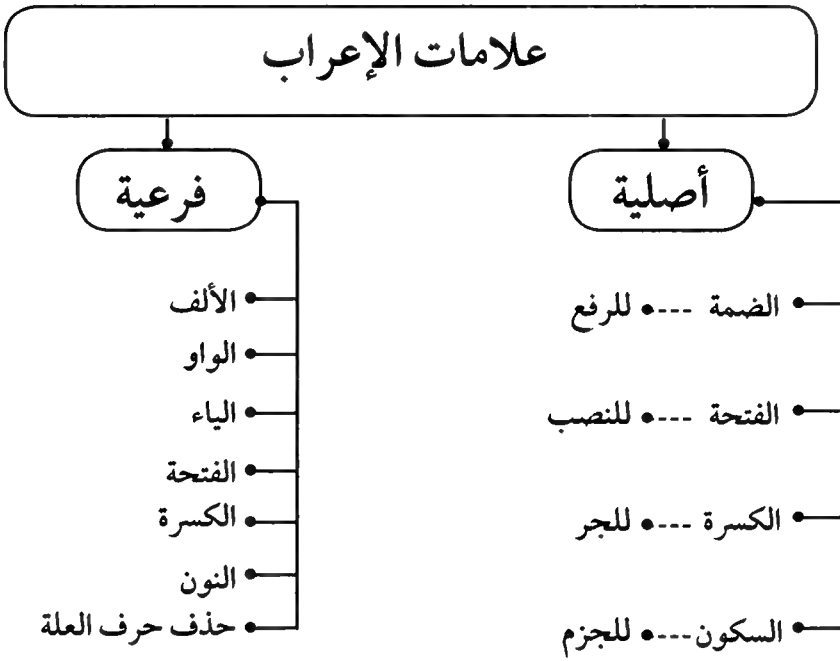 علامات الإعراب
أصلية
الضمة --- للرفع
الفتحة --- للنصب
الكسرة --- للجر
السكون --- للجزم
فرعية
الألف
الواو
الياء
الفتحة
الكسرة
النون
حذف حرف العلة